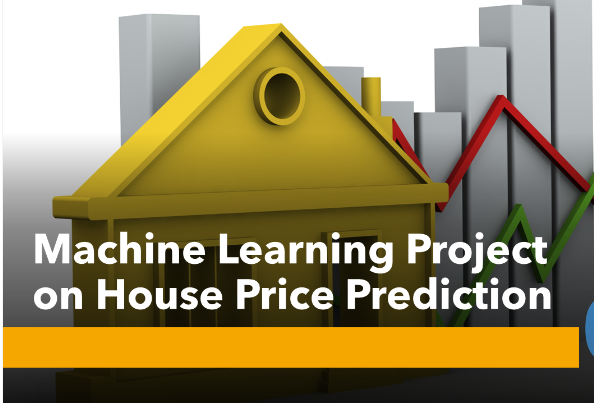 Machine Learning Project
on House Price Prediction